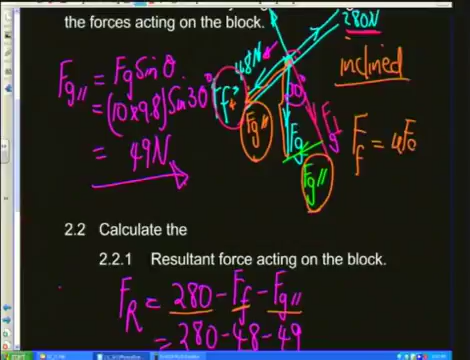 the forces acting on the block.
280N
48N
inclined
Fg// = Fg Sin θ
= (10×9.8) Sin 30°
= 49N
Ff
Fg//
30°
Fg
Fg⊥
Fg//
Ff =
2.2 Calculate the
2.2.1 Resultant force acting on the block.
FR = 280 - Ff - Fg//
= 280 - 48 - 49